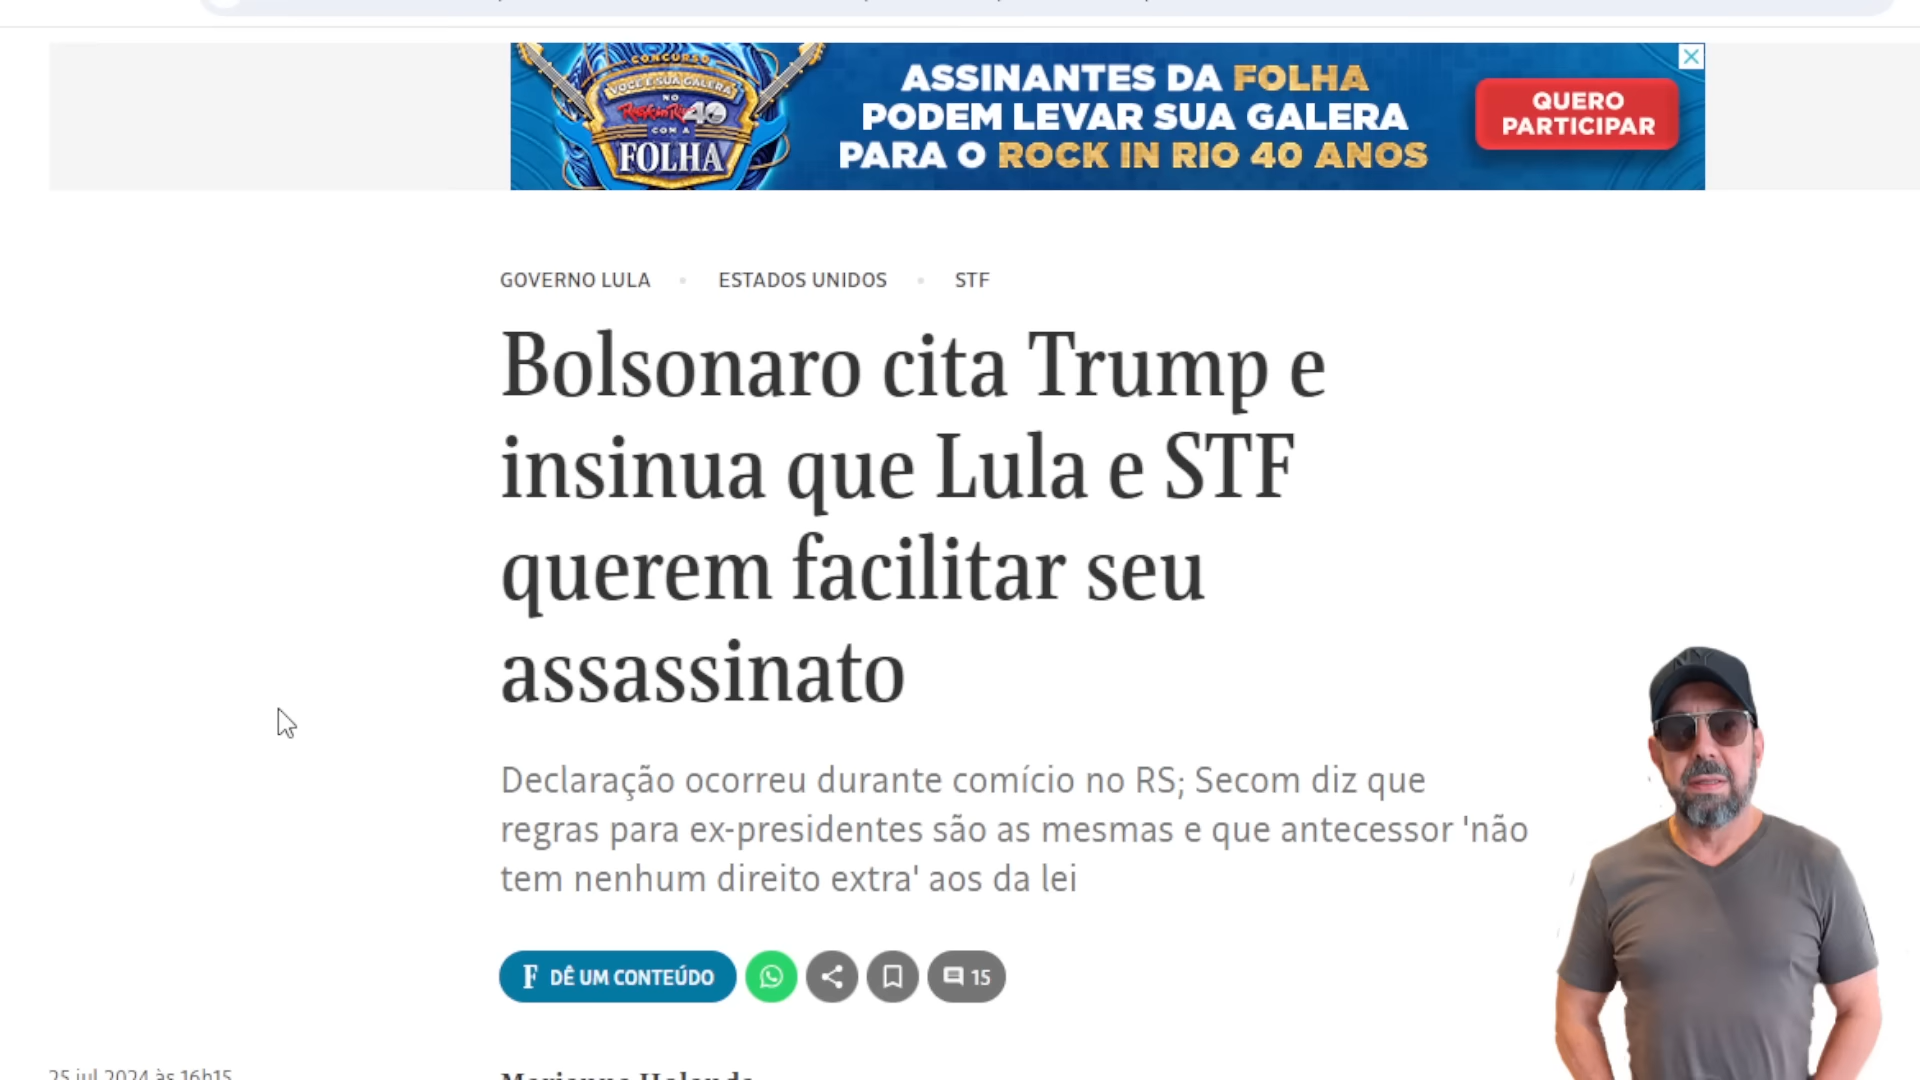 CONCURSO
VOCÊ E SUA GALERA
NO
Rock in Rio 40
COM A
FOLHA
ASSINANTES DA FOLHA
PODEM LEVAR SUA GALERA
PARA O ROCK IN RIO 40 ANOS
QUERO
PARTICIPAR
GOVERNO LULA
ESTADOS UNIDOS
STF
Bolsonaro cita Trump e
insinua que Lula e STF
querem facilitar seu
assassinato
Declaração ocorreu durante comício no RS; Secom diz que
regras para ex-presidentes são as mesmas e que antecessor 'não
tem nenhum direito extra' aos da lei
F DÊ UM CONTEÚDO
15
25 jul 2024 às 16h15
Marianna Holanda